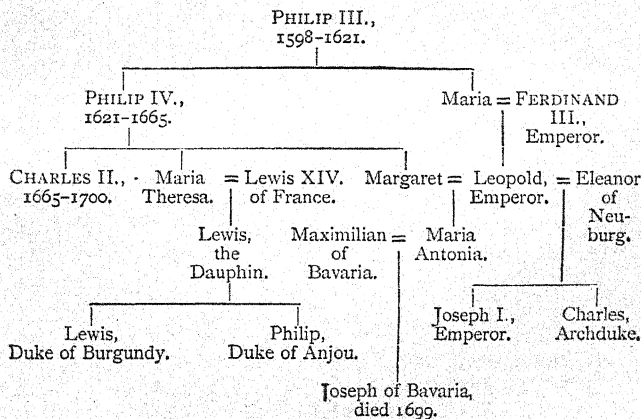 PHILIP III.,
1598-1621.
PHILIP IV.,
1621-1665.
Maria = FERDINAND
III.,
Emperor.
CHARLES II., - Maria = Lewis XIV. Margaret = Leopold, = Eleanor
1665-1700. Theresa. of France. Emperor. of
Neu-
burg.
Lewis,
the
Dauphin.
Maximilian = Maria
of Antonia.
Bavaria.
Lewis,
Duke of Burgundy.
Philip,
Duke of Anjou.
Joseph I.,
Emperor.
Charles,
Archduke.
Joseph of Bavaria,
died 1699.